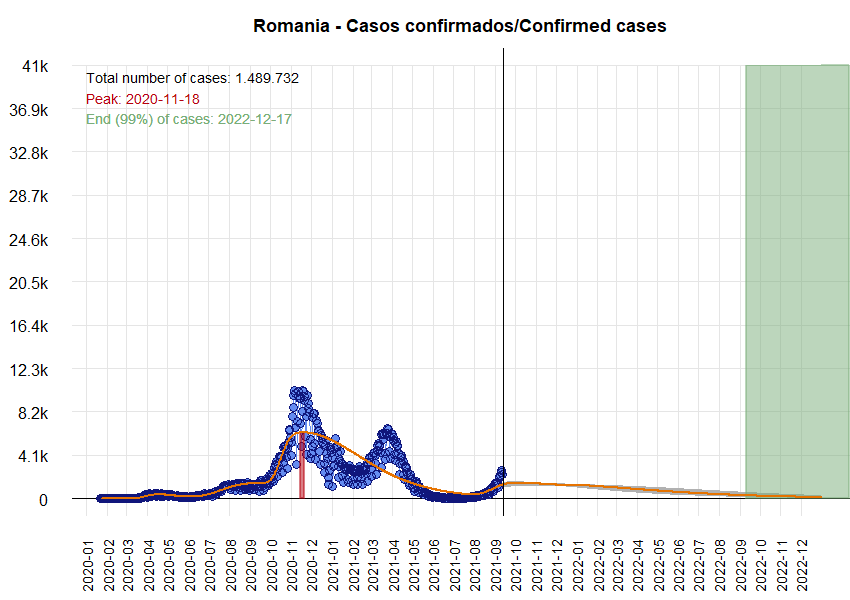 Romania - Casos confirmados/Confirmed cases
41k
36.9k
32.8k
28.7k
24.6k
20.5k
16.4k
12.3k
8.2k
4.1k
0
Total number of cases: 1.489.732
Peak: 2020-11-18
End (99%) of cases: 2022-12-17
2020-01
2020-02
2020-03
2020-04
2020-05
2020-06
2020-07
2020-08
2020-09
2020-10
2020-11
2020-12
2021-01
2021-02
2021-03
2021-04
2021-05
2021-06
2021-07
2021-08
2021-09
2021-10
2021-11
2021-12
2022-01
2022-02
2022-03
2022-04
2022-05
2022-06
2022-07
2022-08
2022-09
2022-10
2022-11
2022-12